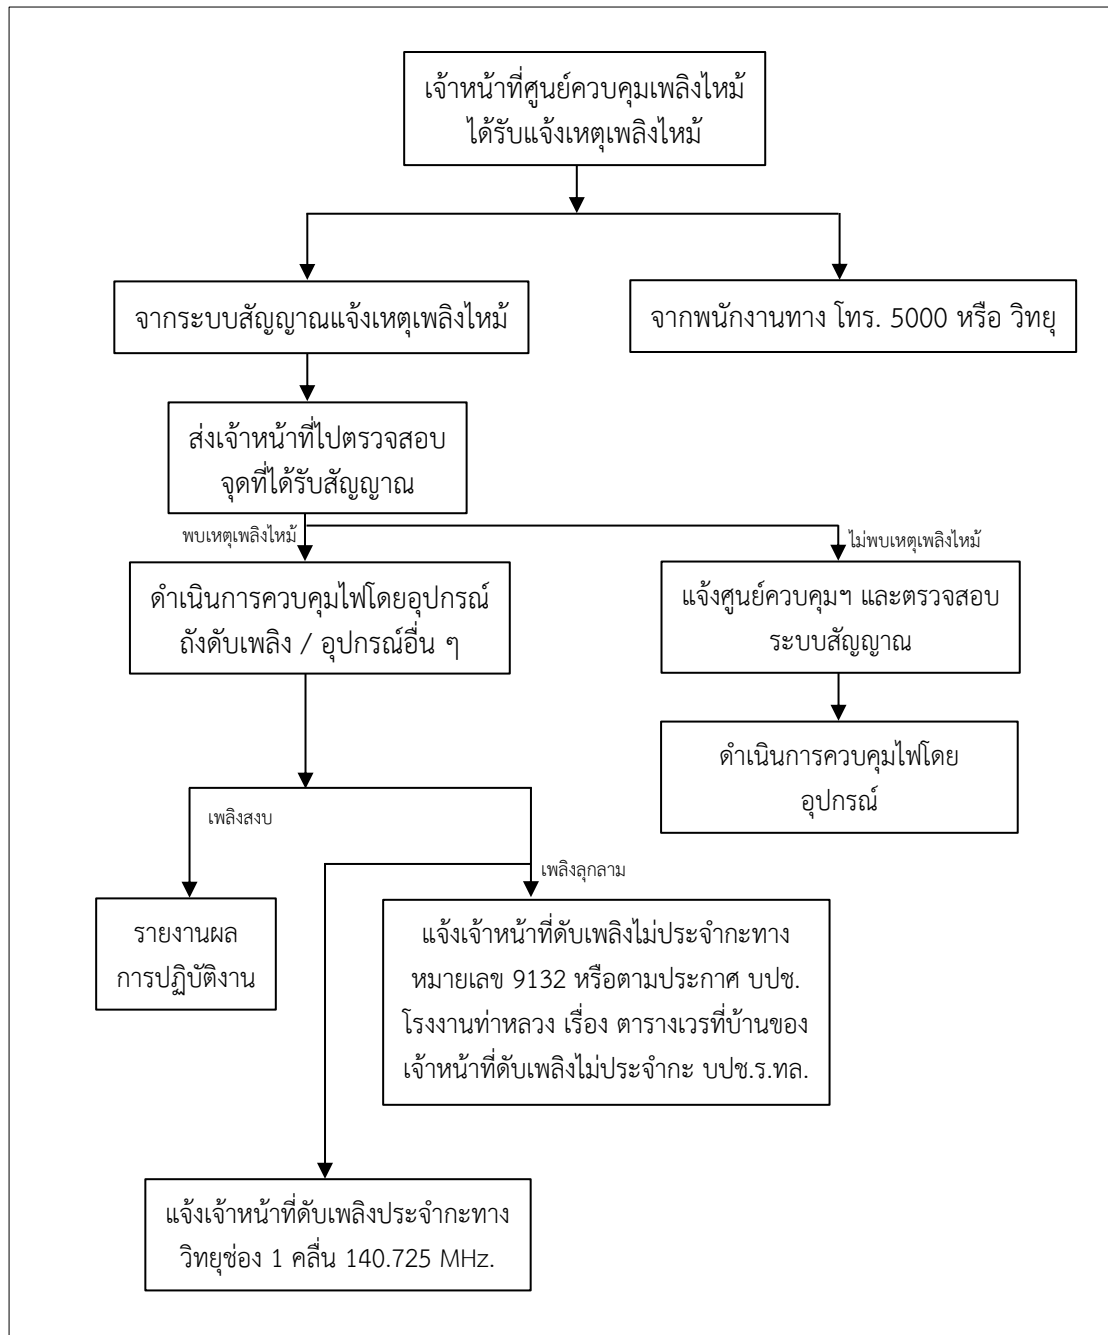 เจ้าหน้าที่ศูนย์ควบคุมเพลิงไหม้
ได้รับแจ้งเหตุเพลิงไหม้
จากระบบสัญญาณแจ้งเหตุเพลิงไหม้
จากพนักงานทาง โทร. 5000 หรือ วิทยุ
ส่งเจ้าหน้าที่ไปตรวจสอบ
จุดที่ได้รับสัญญาณ
พบเหตุเพลิงไหม้
ไม่พบเหตุเพลิงไหม้
ดำเนินการควบคุมไฟโดยอุปกรณ์
ถังดับเพลิง / อุปกรณ์อื่น ๆ
แจ้งศูนย์ควบคุมฯ และตรวจสอบ
ระบบสัญญาณ
ดำเนินการควบคุมไฟโดย
อุปกรณ์
เพลิงสงบ
เพลิงลุกลาม
รายงานผล
การปฏิบัติงาน
แจ้งเจ้าหน้าที่ดับเพลิงไม่ประจำกะทาง
หมายเลข 9132 หรือตามประกาศ บปช.
โรงงานท่าหลวง เรื่อง ตารางเวรที่บ้านของ
เจ้าหน้าที่ดับเพลิงไม่ประจำกะ บปช.ร.ทล.
แจ้งเจ้าหน้าที่ดับเพลิงประจำกะทาง
วิทยุช่อง 1 คลื่น 140.725 MHz.